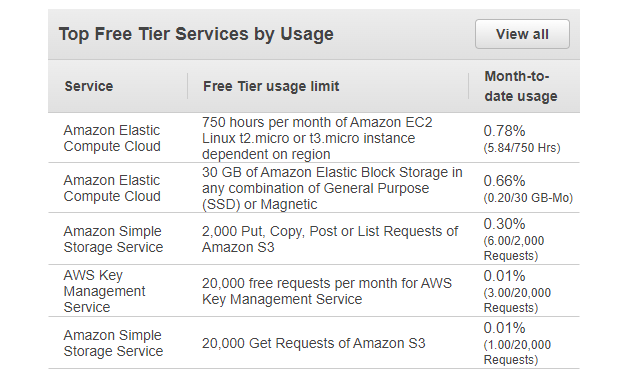 Top Free Tier Services by Usage
View all
Service
Free Tier usage limit
Month-to-
date usage
Amazon Elastic
Compute Cloud
750 hours per month of Amazon EC2
Linux t2.micro or t3.micro instance
dependent on region
0.78%
(5.84/750 Hrs)
Amazon Elastic
Compute Cloud
30 GB of Amazon Elastic Block Storage in
any combination of General Purpose
(SSD) or Magnetic
0.66%
(0.20/30 GB-Mo)
Amazon Simple
Storage Service
2,000 Put, Copy, Post or List Requests of
Amazon S3
0.30%
(6.00/2,000
Requests)
AWS Key
Management
Service
20,000 free requests per month for AWS
Key Management Service
0.01%
(3.00/20,000
Requests)
Amazon Simple
Storage Service
20,000 Get Requests of Amazon S3
0.01%
(1.00/20,000
Requests)